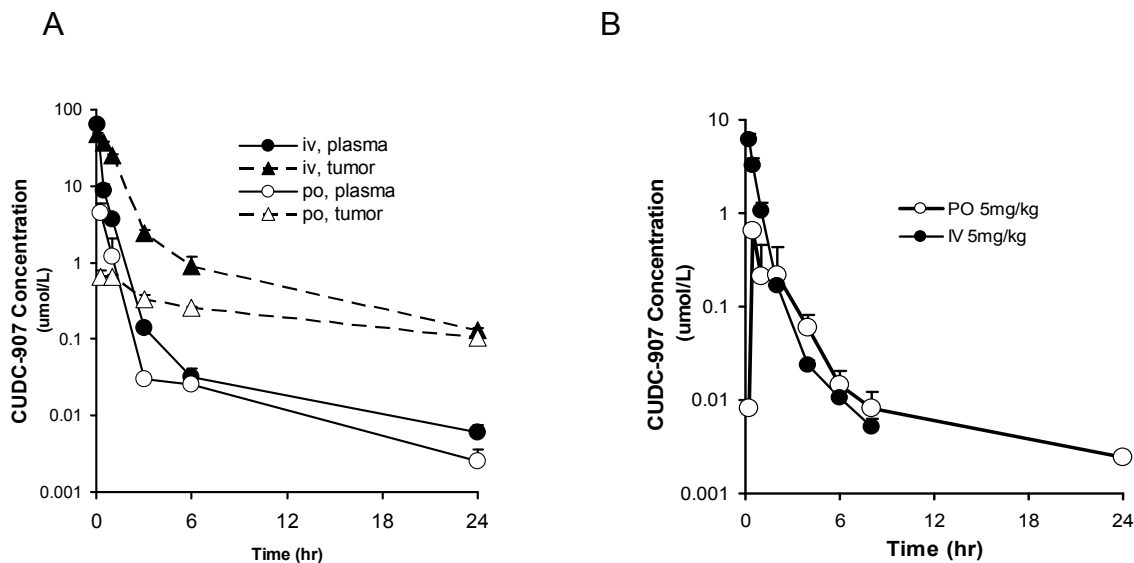 A
CUDC-907 Concentration
(umol/L)
100
10
1
0.1
0.01
0.001
iv, plasma
iv, tumor
po, plasma
po, tumor
0 6 12 18 24
Time (hr)
B
CUDC-907 Concentration
(umol/L)
10
1
0.1
0.01
0.001
PO 5mg/kg
IV 5mg/kg
0 6 12 18 24
Time (hr)